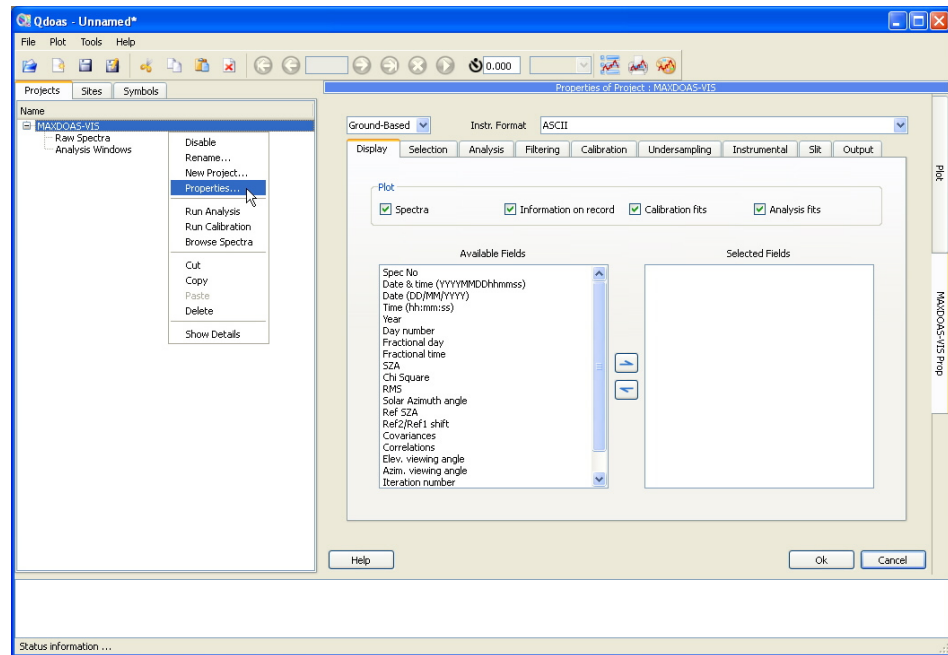 Qdoas - Unnamed*
File Plot Tools Help
0.000
Projects Sites Symbols
Name
MAXDOAS-VIS
Raw Spectra
Analysis Windows
Disable
Rename...
New Project...
Properties...
Run Analysis
Run Calibration
Browse Spectra
Cut
Copy
Paste
Delete
Show Details
Properties of Project : MAXDOAS-VIS
Ground-Based Instr. Format ASCII
Display Selection Analysis Filtering Calibration Undersampling Instrumental Slit Output
Plot
Spectra Information on record Calibration fits Analysis fits
Available Fields
Spec No
Date & time (YYYYMMDDhhmmss)
Date (DD/MM/YYYY)
Time (hh:mm:ss)
Year
Day number
Fractional day
Fractional time
SZA
Chi Square
RMS
Solar Azimuth angle
Ref SZA
Ref2/Ref1 shift
Covariances
Correlations
Elev. viewing angle
Azim. viewing angle
Iteration number
Selected Fields
Help Ok Cancel
Plot
MAXDOAS-VIS Prop
Status information ...